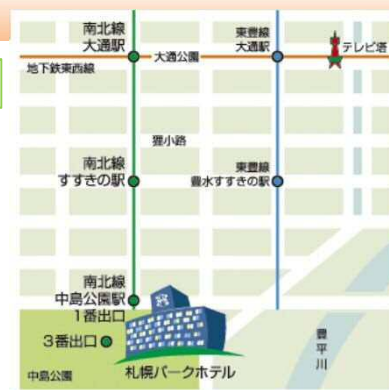 南北線
大通駅
東豊線
大通駅
テレビ塔
大通公園
地下鉄東西線
狸小路
南北線
すすきの駅
東豊線
豊水すすきの駅
南北線
中島公園駅
1番出口
3番出口
豊平川
札幌パークホテル
中島公園